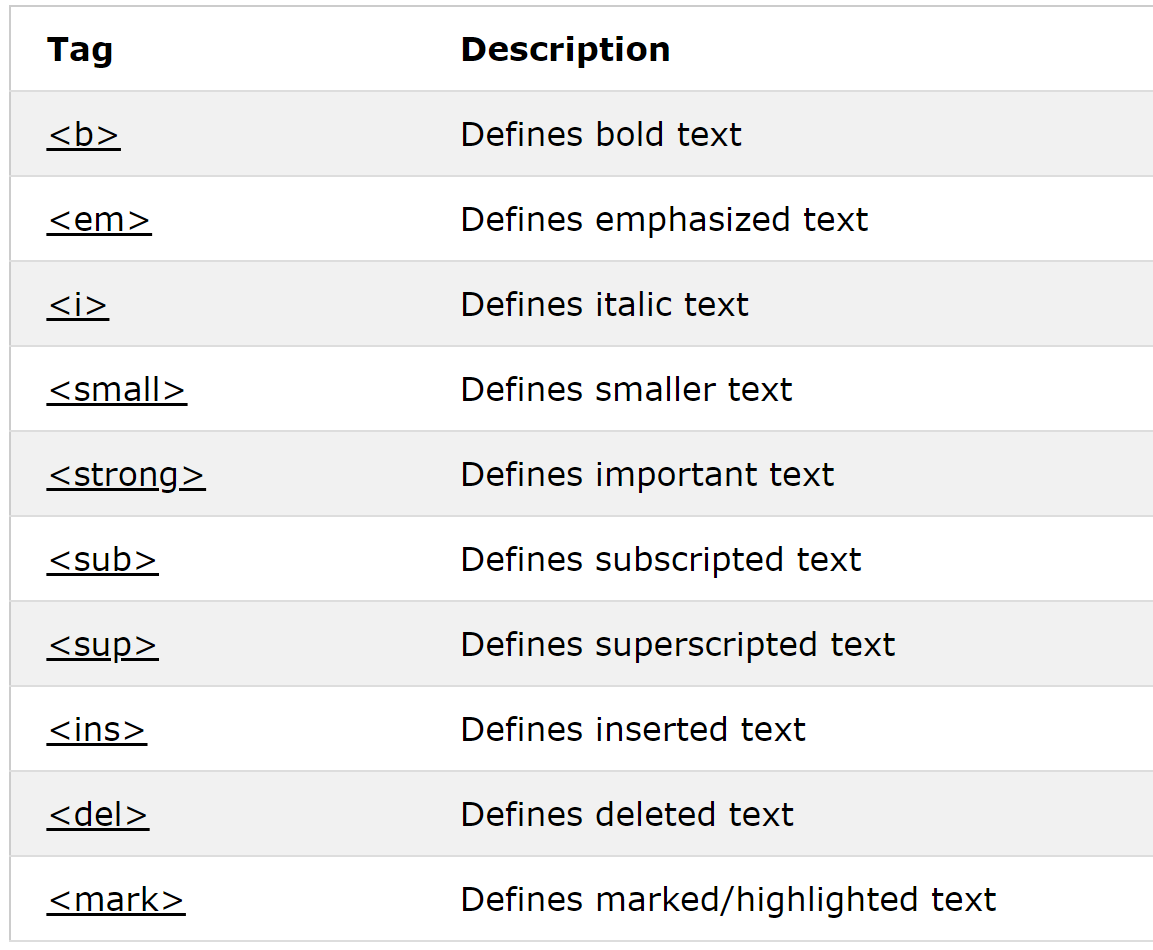 Tag Description
<b> Defines bold text
<em> Defines emphasized text
<i> Defines italic text
<small> Defines smaller text
<strong> Defines important text
<sub> Defines subscripted text
<sup> Defines superscripted text
<ins> Defines inserted text
<del> Defines deleted text
<mark> Defines marked/highlighted text